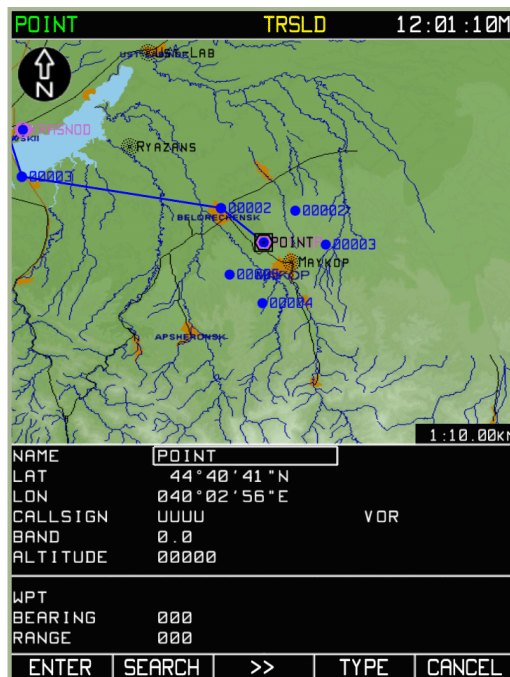 POINT TRSLD 12:01:10M
UST-LAB
N
RYAZANS
00003
00002
00002
BELORECHENSK
POINT
00003
MAYKOP
00005
00004
APSHERONSK
1:10.00KM
NAME POINT
LAT 44°40'41"N
LON 040°02'56"E
CALLSIGN UUUU VOR
BAND 0.0
ALTITUDE 00000
WPT
BEARING 000
RANGE 000
ENTER SEARCH >> TYPE CANCEL